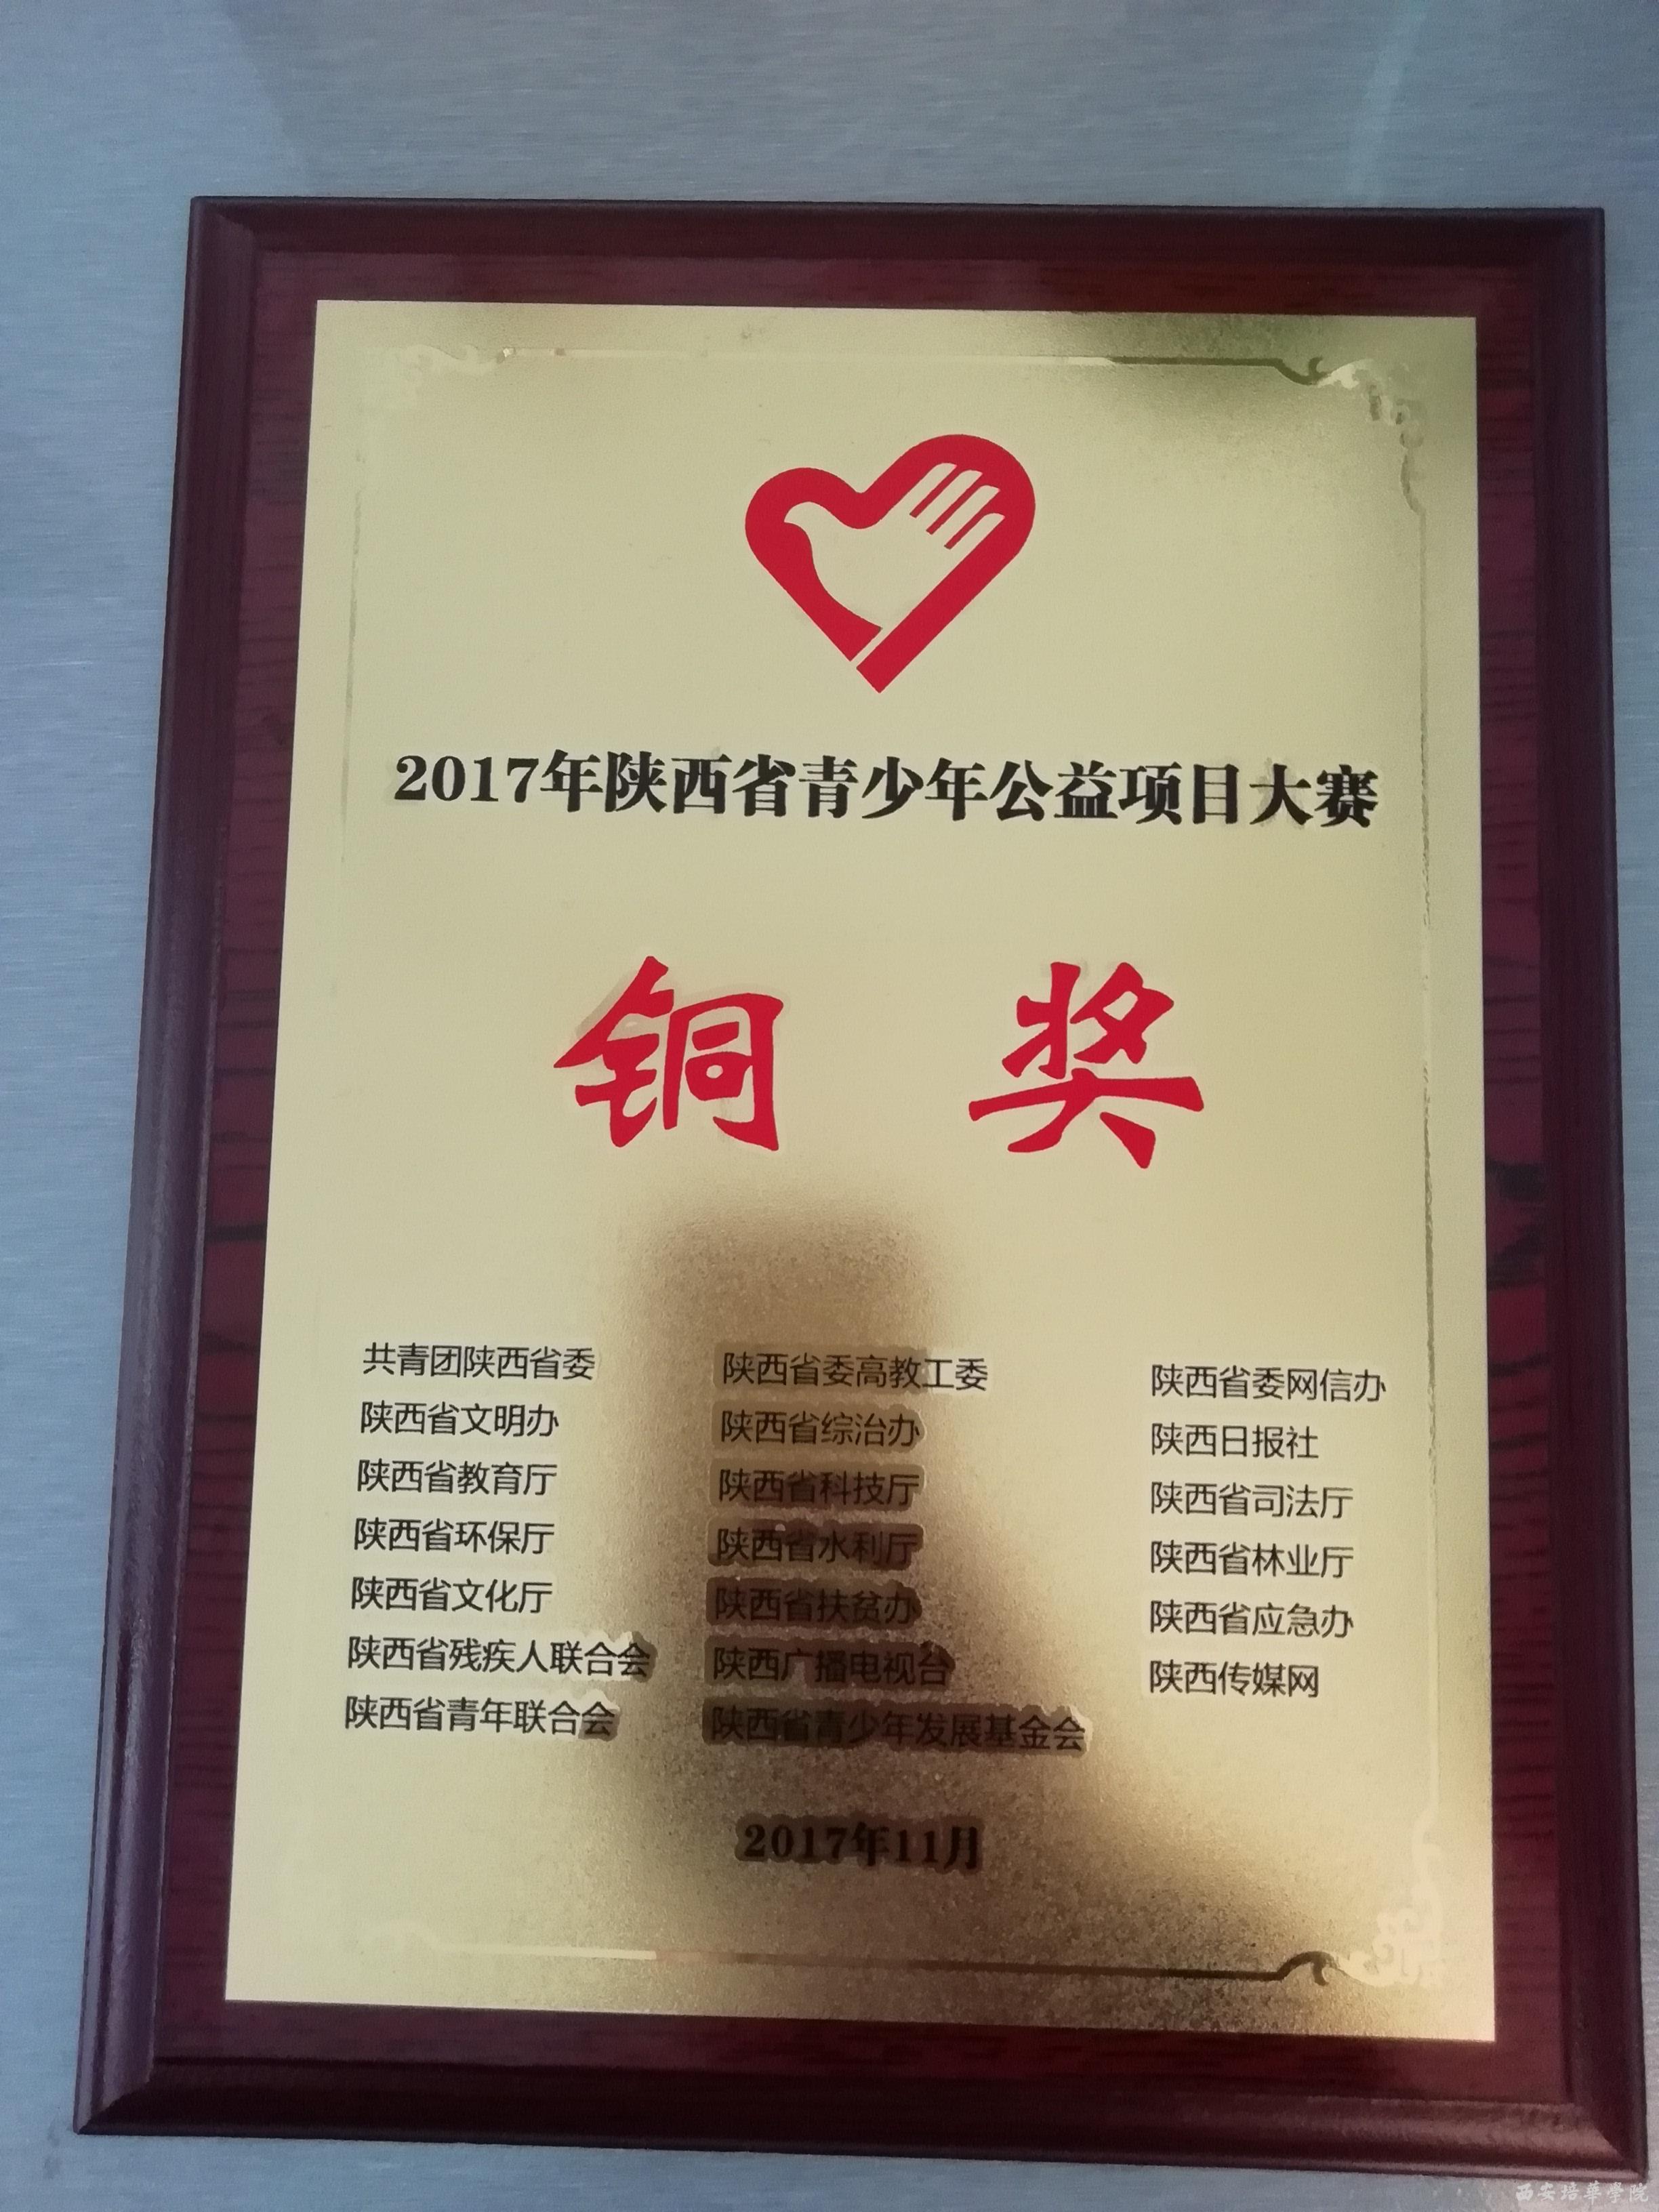 2017年陕西省青少年公益项目大赛
铜 奖
共青团陕西省委 陕西省委高教工委 陕西省委网信办
陕西省文明办 陕西省综治办 陕西日报社
陕西省教育厅 陕西省科技厅 陕西省司法厅
陕西省环保厅 陕西省水利厅 陕西省林业厅
陕西省文化厅 陕西省扶贫办 陕西省应急办
陕西省残疾人联合会 陕西广播电视台 陕西传媒网
陕西省青年联合会 陕西省青少年发展基金会
2017年11月
西安培華學院